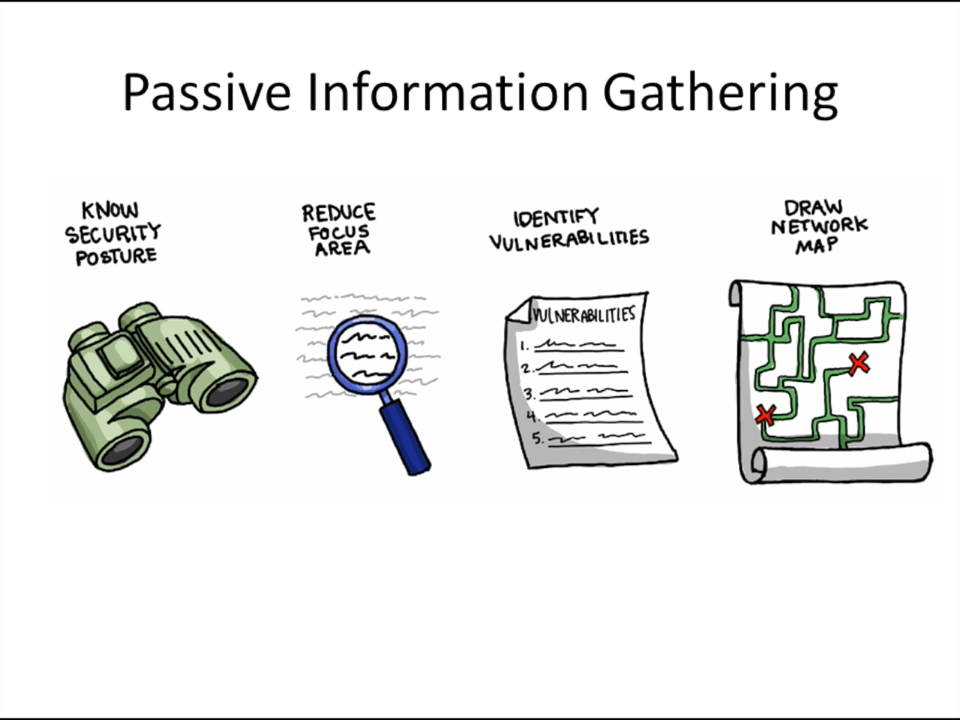 Passive Information Gathering
KNOW
SECURITY
POSTURE
REDUCE
FOCUS
AREA
IDENTIFY
VULNERABILITIES
DRAW
NETWORK
MAP
VULNERABILITIES
1.
2.
3.
4.
5.